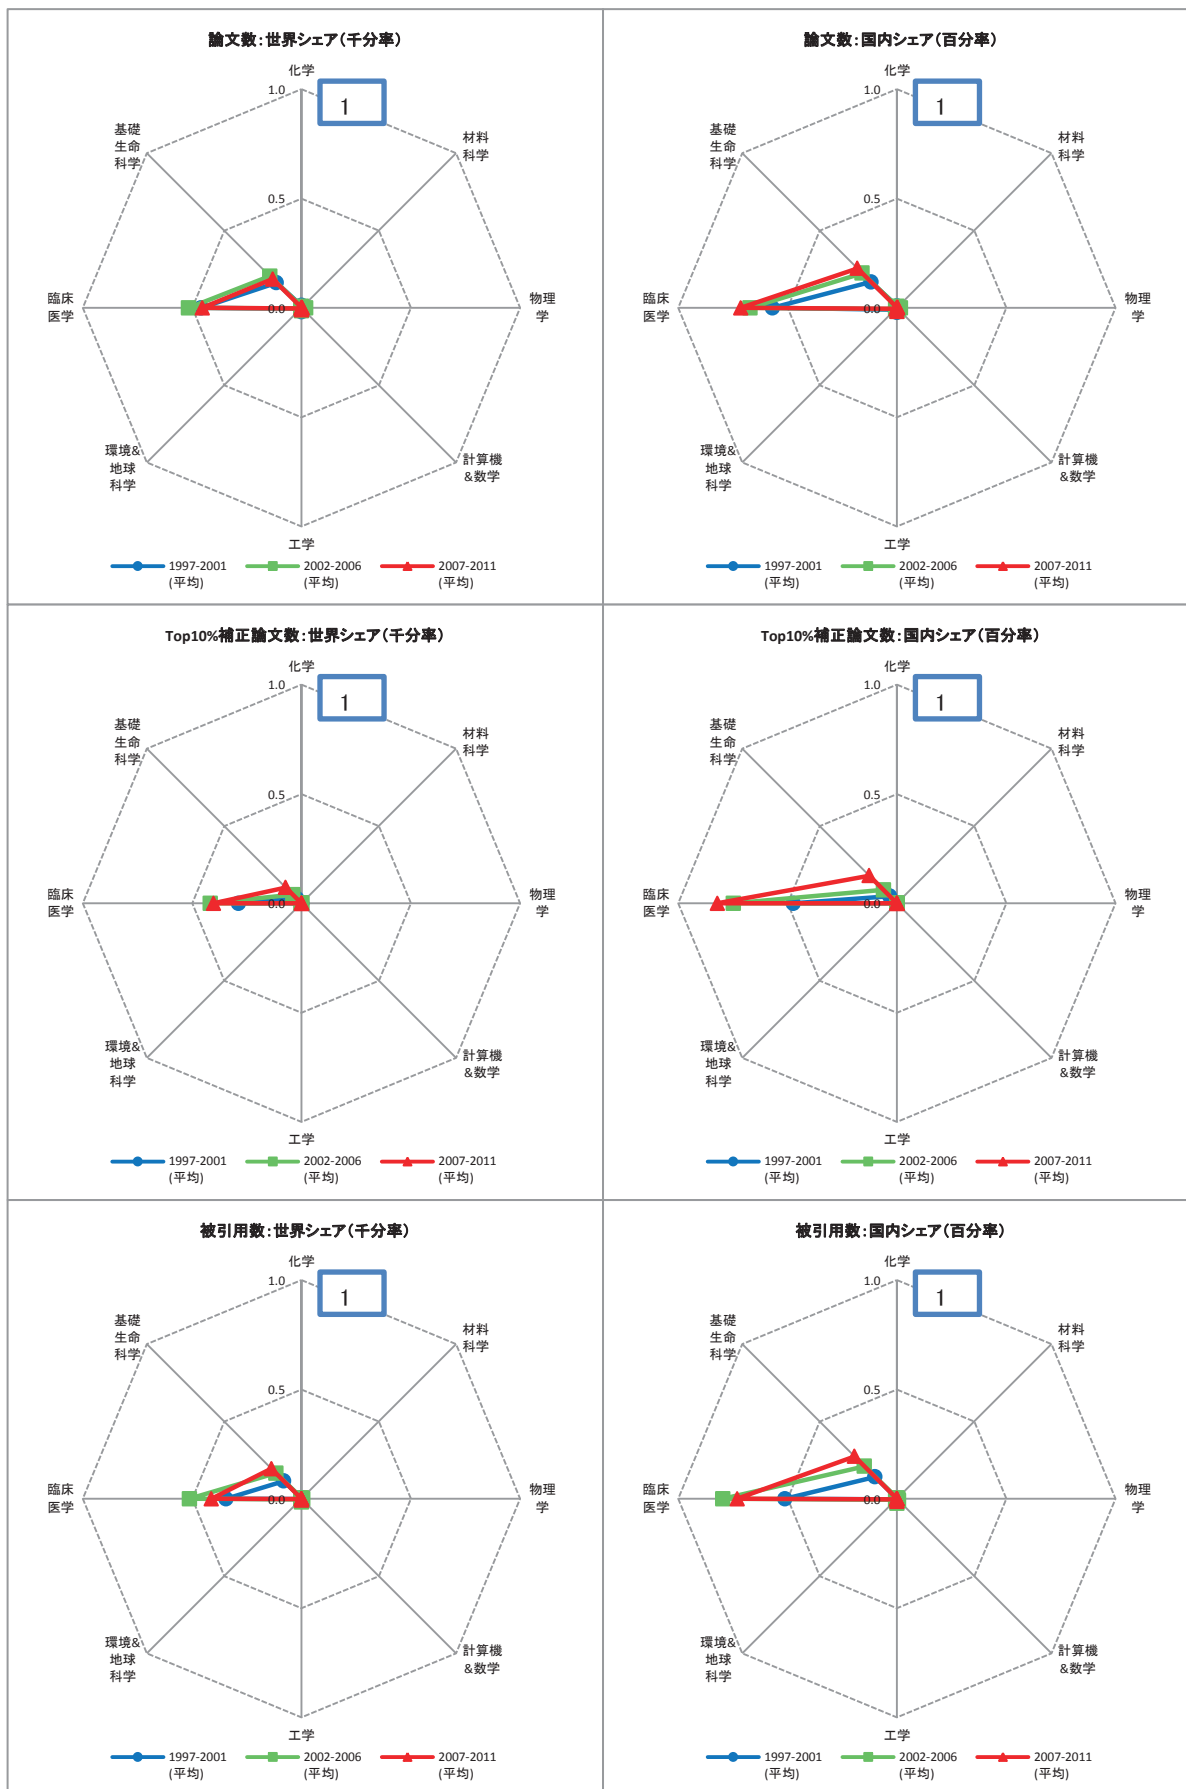 論文数:世界シェア(千分率)
化学
1.0
1
基礎
生命
科学
材料
科学
0.5
臨床
医学
0.0
物理
学
環境&
地球
科学
計算機
&数学
工学
1997-2001
(平均)
2002-2006
(平均)
2007-2011
(平均)
論文数:国内シェア(百分率)
化学
1.0
1
基礎
生命
科学
材料
科学
0.5
臨床
医学
0.0
物理
学
環境&
地球
科学
計算機
&数学
工学
1997-2001
(平均)
2002-2006
(平均)
2007-2011
(平均)
Top10%補正論文数:世界シェア(千分率)
化学
1.0
1
基礎
生命
科学
材料
科学
0.5
臨床
医学
0.0
物理
学
環境&
地球
科学
計算機
&数学
工学
1997-2001
(平均)
2002-2006
(平均)
2007-2011
(平均)
Top10%補正論文数:国内シェア(百分率)
化学
1.0
1
基礎
生命
科学
材料
科学
0.5
臨床
医学
0.0
物理
学
環境&
地球
科学
計算機
&数学
工学
1997-2001
(平均)
2002-2006
(平均)
2007-2011
(平均)
被引用数:世界シェア(千分率)
化学
1.0
1
基礎
生命
科学
材料
科学
0.5
臨床
医学
0.0
物理
学
環境&
地球
科学
計算機
&数学
工学
1997-2001
(平均)
2002-2006
(平均)
2007-2011
(平均)
被引用数:国内シェア(百分率)
化学
1.0
1
基礎
生命
科学
材料
科学
0.5
臨床
医学
0.0
物理
学
環境&
地球
科学
計算機
&数学
工学
1997-2001
(平均)
2002-2006
(平均)
2007-2011
(平均)